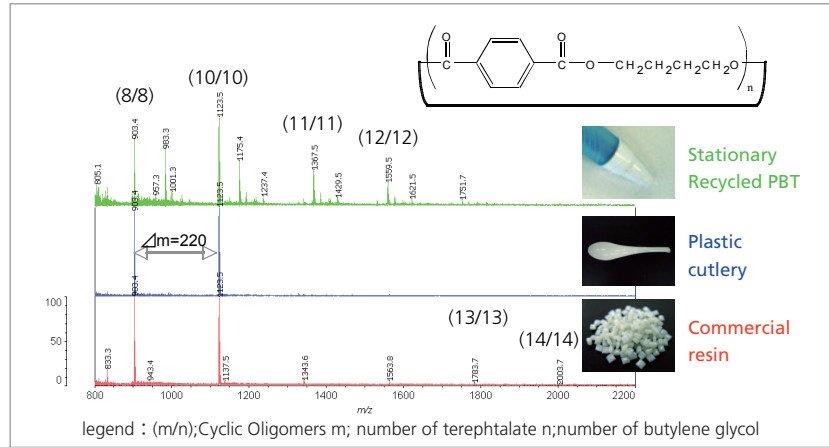 O
C
O
C
O
CH2CH2CH2CH2O
n
(8/8)
(10/10)
(11/11)
(12/12)
805.1
903.4
957.3
983.3
1001.3
1123.5
1175.4
1237.4
1367.5
1429.5
1559.5
1621.5
1751.7
Stationary
Recycled PBT
903.4
1123.5
⊿m=220
Plastic
cutlery
903.4
1123.5
100
50
0
(13/13)
(14/14)
833.3
943.4
1137.5
1343.6
1563.8
1783.7
2003.7
Commercial
resin
800 1000 1200 1400 1600 1800 2000 2200
m/z
legend：(m/n);Cyclic Oligomers m; number of terephtalate n;number of butylene glycol